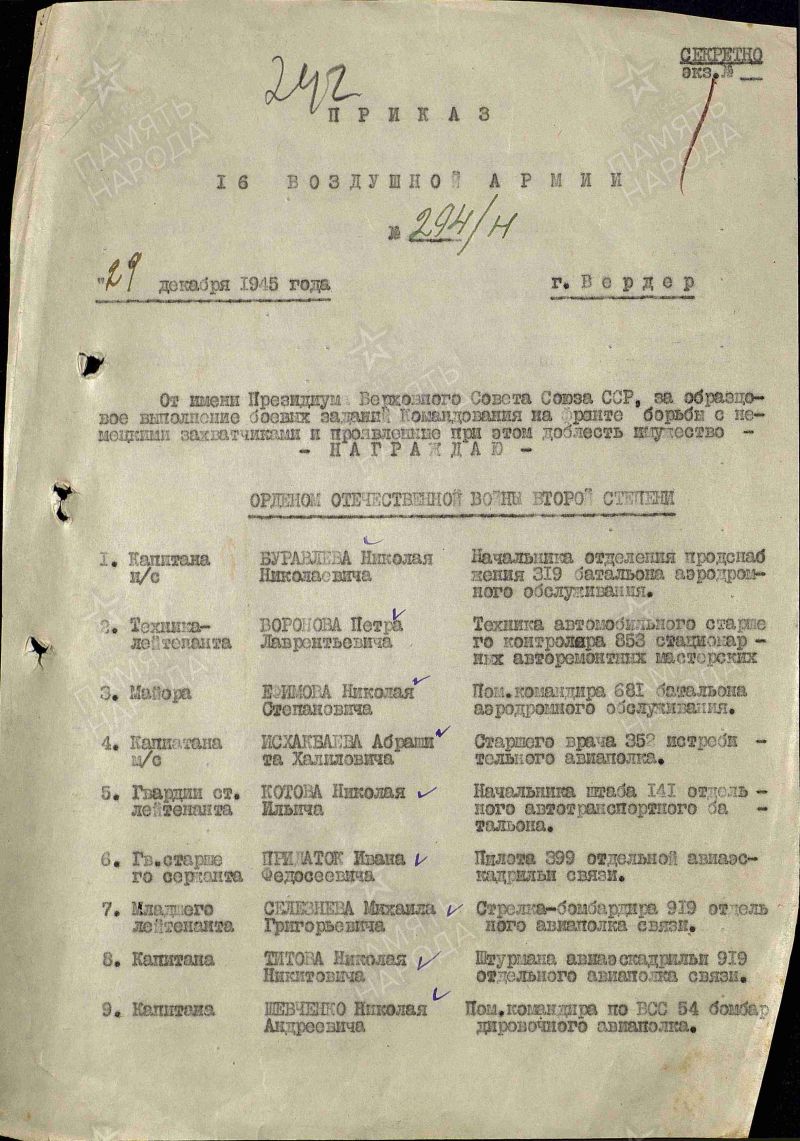 СЕКРЕТНО
экз.№ __
242
П Р И К А З
16 ВОЗДУШНОЙ АРМИИ
№ 294/н
"29 декабря 1945 года
г. Вердер
От имени Президиума Верховного Совета Союза ССР, за образцо-
вое выполнение боевых заданий Командования на фронте борьбы с не-
мецкими захватчиками и проявленные при этом доблесть имужество -
- НАГРАЖДАЮ -
ОРДЕНОМ ОТЕЧЕСТВЕННОЙ ВОЙНЫ ВТОРОЙ СТЕПЕНИ
1. Капитана БУРАВЛЕВА Николая Начальника отделения продснаб
и/с Николаевича жения 319 батальона аэродром-
ного обслуживания.
2. Техника- ВОРОНОВА Петра Техника автомобильного старше
лейтенанта Лаврентьевича го контролера 853 стационар -
ных авторемонтных мастерских
3. Майора ЕФИМОВА Николая Пом.командира 681 батальона
Степановича аэродромного обслуживания.
4. Капиатана ИСХАКБАЕВА Абраши Старшего врача 352 истреби -
м/с та Халиловича тельного авиаполка.
5. Гвардии ст. КОТОВА Николая Начальника штаба 141 отдель -
лейтенанта Ильича ного автотранспортного ба -
тальона.
6. Гв.старше ПРИДАТОК Ивана Пилота 399 отдельной авиаэс-
го сержанта Федосеевича кадрильи связи.
7. Младшего СЕЛЕЗНЕВА Михаила Стрелка-бомбардира 919 отдель
лейтенанта Григорьевича ного авиаполка связи.
8. Капитана ТИТОВА Николая Штурмана авиаэскадрильи 919
Никитовича отдельного авиаполка связи.
9. Капитана ШЕВЧЕНКО Николая Пом.командира по ВСС 54 бомбар
Андреевича дировочного авиаполка.
ПАМЯТЬ
НАРОДА